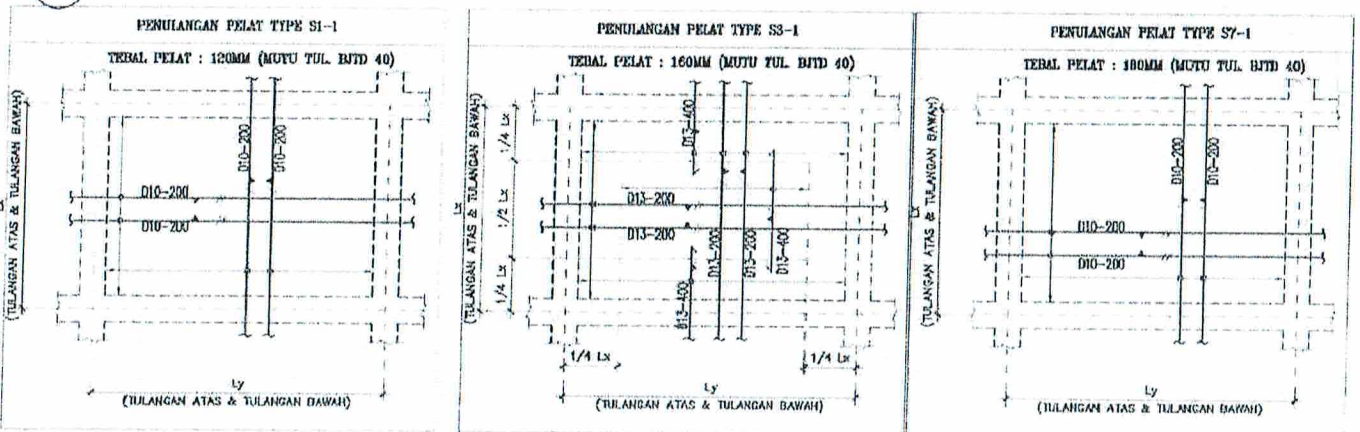 PENULANGAN PELAT TYPE S1-1
TEBAL PELAT : 120MM (MUTU TUL. BJTD 40)
D10-200
D10-200
D10-200
D10-200
(TULANGAN ATAS & TULANGAN BAWAH)
Ly
(TULANGAN ATAS & TULANGAN BAWAH)
PENULANGAN PELAT TYPE S3-1
TEBAL PELAT : 160MM (MUTU TUL. BJTD 40)
Lx
(TULANGAN ATAS & TULANGAN BAWAH)
1/4 Lx
1/2 Lx
1/4 Lx
D13-400
D13-200
D13-200
D13-200
D13-200
D13-400
D13-400
1/4 Lx
1/4 Lx
Ly
(TULANGAN ATAS & TULANGAN BAWAH)
PENULANGAN PELAT TYPE S7-1
TEBAL PELAT : 180MM (MUTU TUL. BJTD 40)
Lx
(TULANGAN ATAS & TULANGAN BAWAH)
D10-200
D10-200
D10-200
D10-200
Ly
(TULANGAN ATAS & TULANGAN BAWAH)